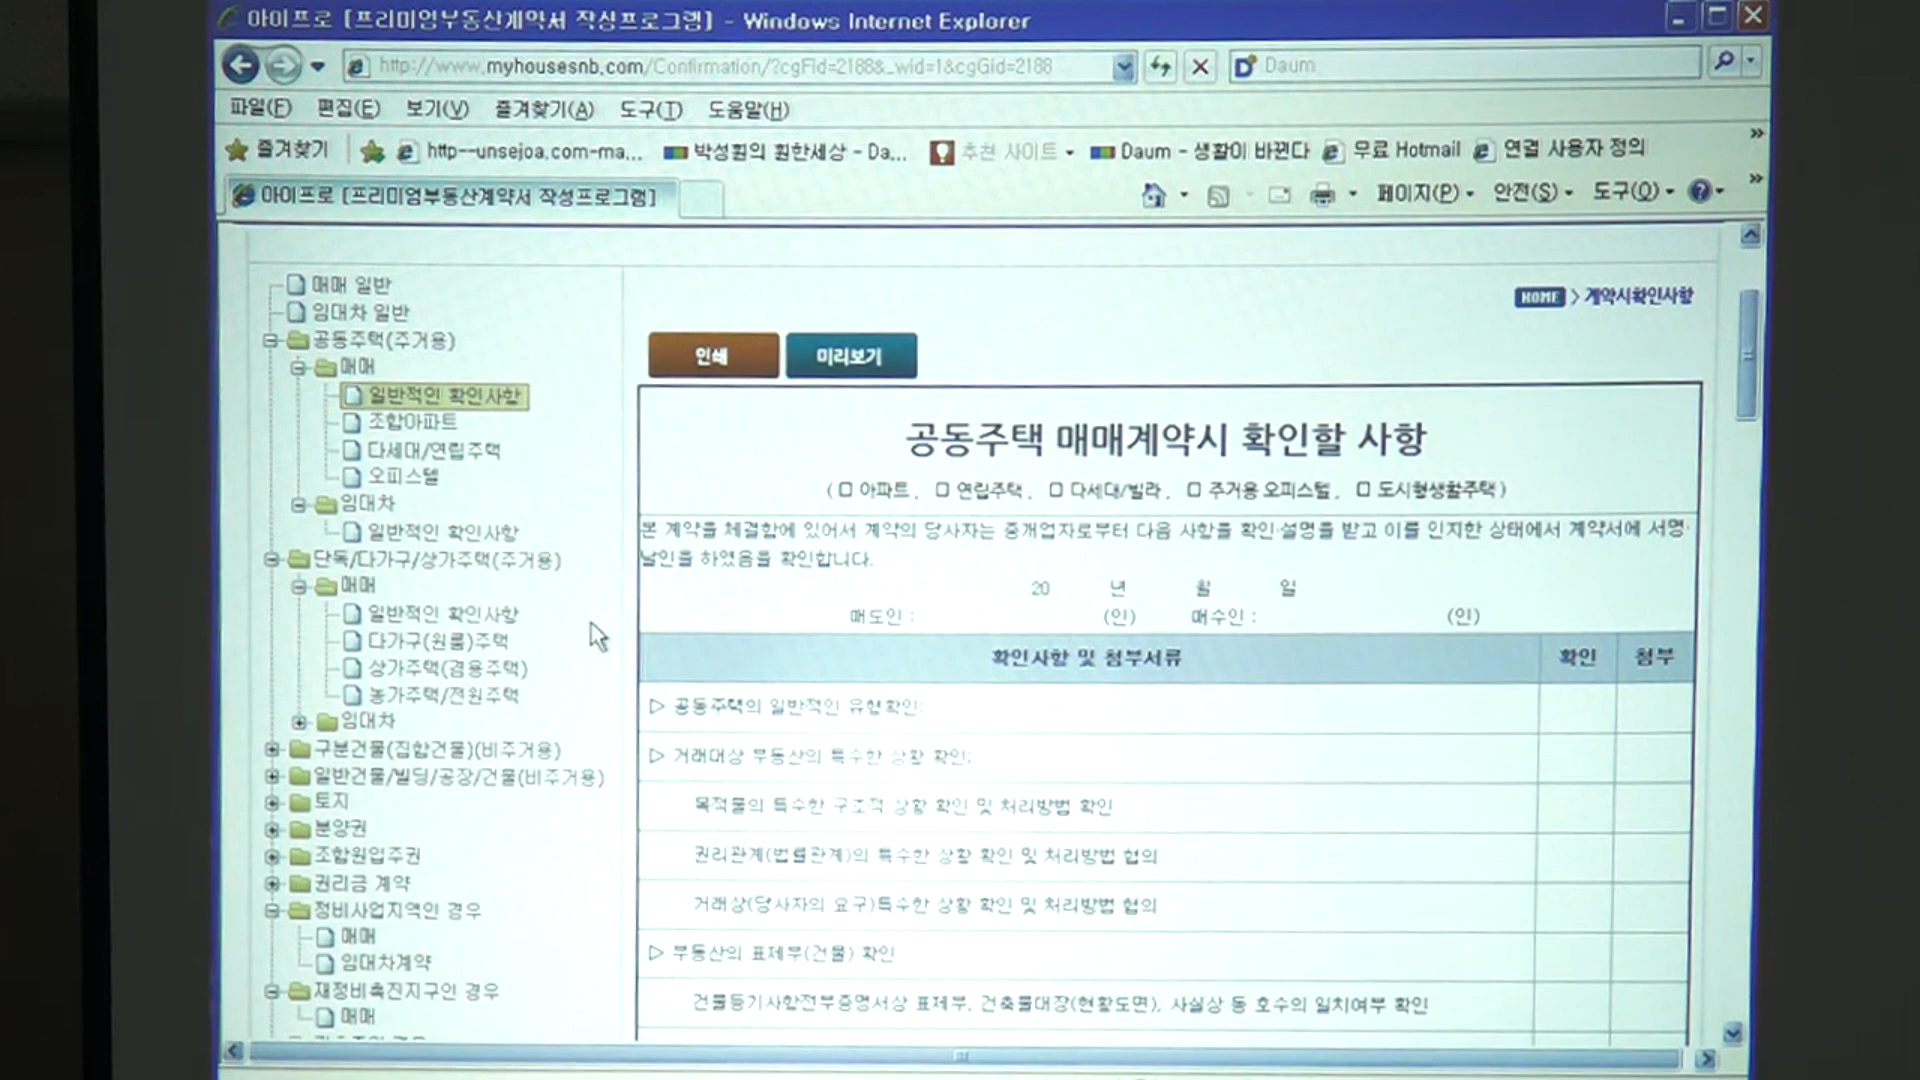 아이프로 [프리미엄부동산계약서 작성프로그램] - Windows Internet Explorer
http://www.myhousesnb.com/Confirmation/?cgFid=2188&_wid=1&cgGid=2188
Daum
파일(F) 편집(E) 보기(V) 즐겨찾기(A) 도구(T) 도움말(H)
즐겨찾기 http--unsejoa.com-ma... 박성훤의 훤한세상 - Da... 추천 사이트 Daum - 생활이 바뀐다 무료 Hotmail 연결 사용자 정의
아이프로 [프리미엄부동산계약서 작성프로그램] 페이지(P) 안전(S) 도구(O)
매매 일반
임대차 일반
공동주택(주거용)
매매
일반적인 확인사항
조합아파트
다세대/연립주택
오피스텔
임대차
일반적인 확인사항
단독/다가구/상가주택(주거용)
매매
일반적인 확인사항
다가구(원룸)주택
상가주택(겸용주택)
농가주택/전원주택
임대차
구분건물(집합건물)(비주거용)
일반건물/빌딩/공장/건물(비주거용)
토지
분양권
조합원입주권
권리금 계약
정비사업지역인 경우
매매
임대차계약
재정비촉진지구인 경우
매매
HOME > 계약시확인사항
인쇄 미리보기
공동주택 매매계약시 확인할 사항
(□ 아파트, □ 연립주택, □ 다세대/빌라, □ 주거용 오피스텔, □ 도시형생활주택)
본 계약을 체결함에 있어서 계약의 당사자는 중개업자로부터 다음 사항을 확인·설명을 받고 이를 인지한 상태에서 계약서에 서명·
날인을 하였음을 확인합니다.
20 년 월 일
매도인 : (인) 매수인 : (인)
확인사항 및 첨부서류 확인 첨부
▷ 공동주택의 일반적인 유형확인;
▷ 거래대상 부동산의 특수한 상황 확인;
목적물의 특수한 구조적 상황 확인 및 처리방법 확인
권리관계(법률관계)의 특수한 상황 확인 및 처리방법 협의
거래상(당사자의 요구)특수한 상황 확인 및 처리방법 협의
▷ 부동산의 표제부(건물) 확인
건물등기사항전부증명서상 표제부, 건축물대장(현황도면), 사실상 동 호수의 일치여부 확인